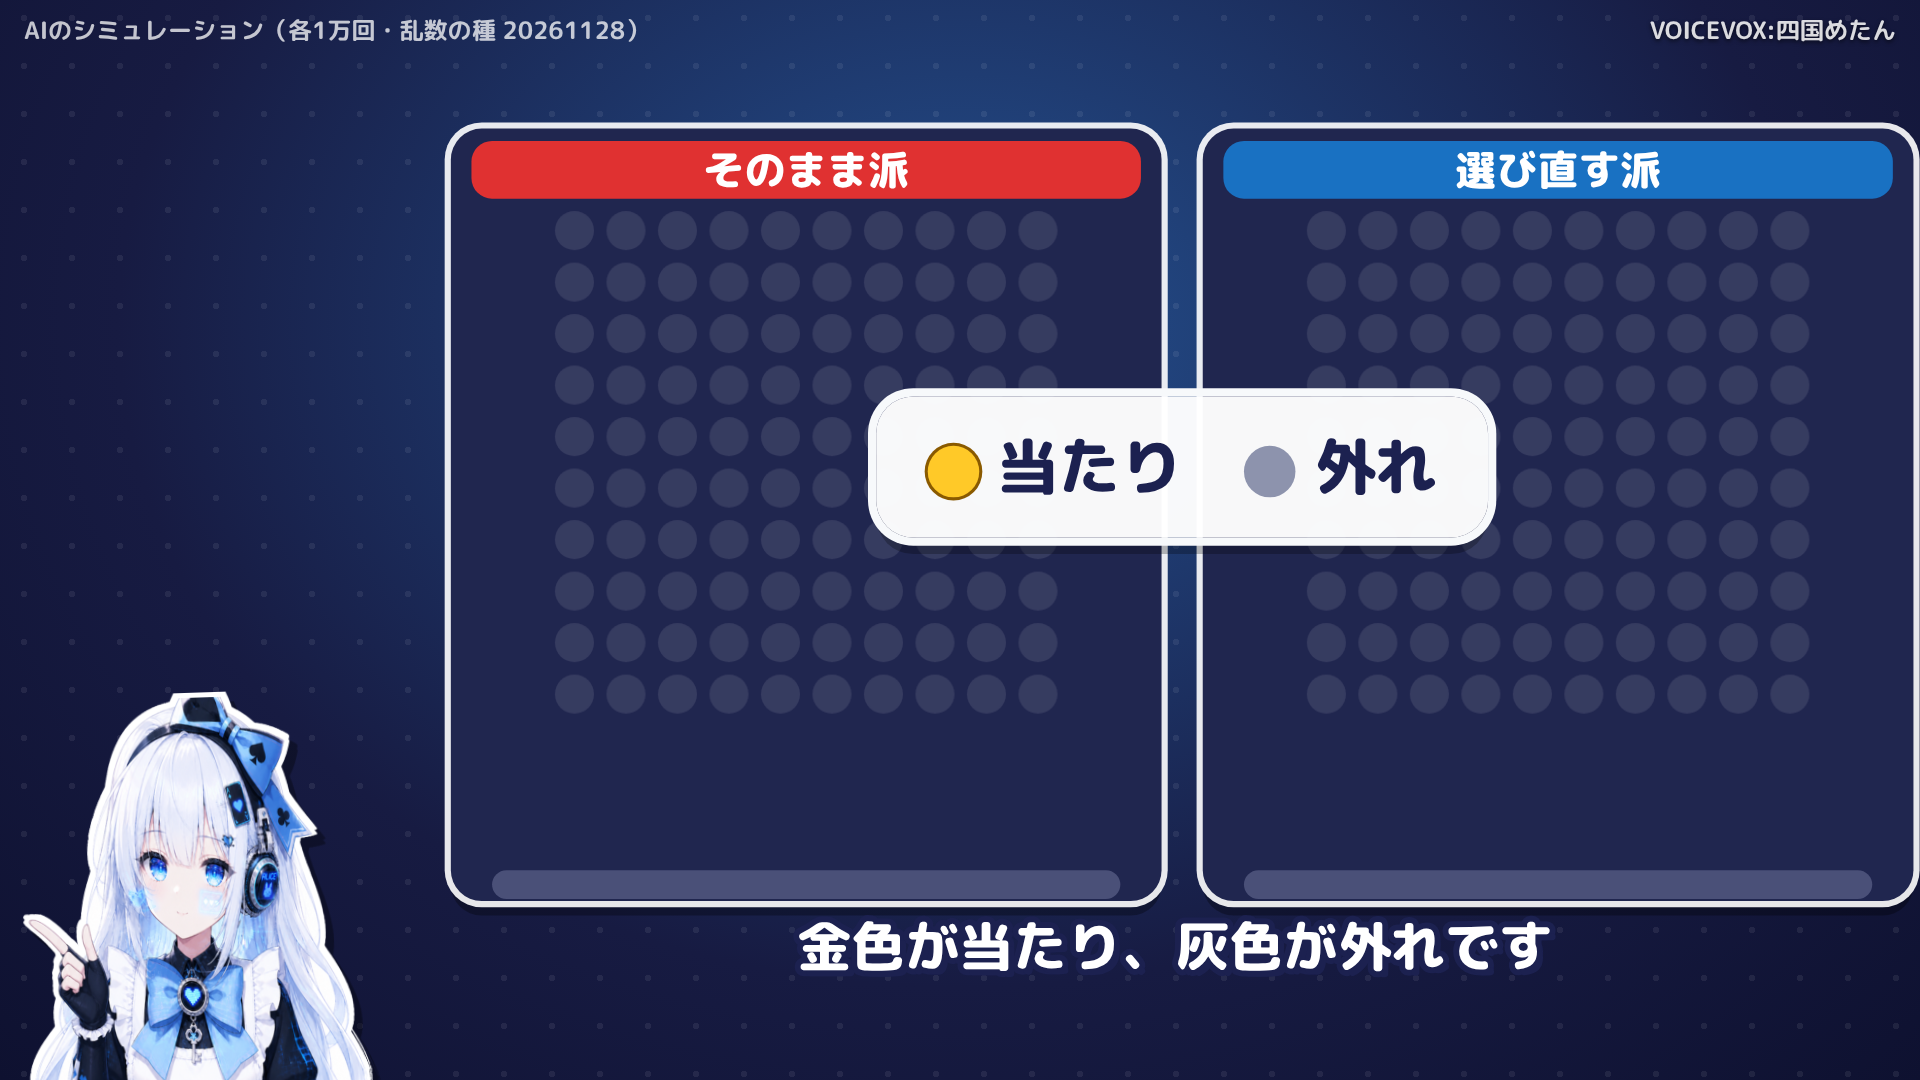 AIのシミュレーション（各1万回・乱数の種 20261128）
VOICEVOX:四国めたん
そのまま派
選び直す派
当たり
外れ
金色が当たり、灰色が外れです